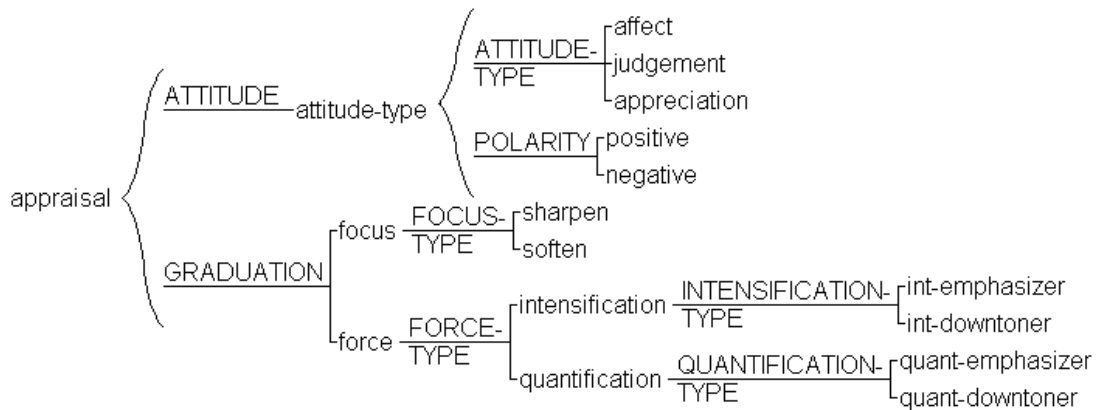 appraisal
ATTITUDE
attitude-type
ATTITUDE-
TYPE
affect
judgement
appreciation
POLARITY
positive
negative
GRADUATION
focus
FOCUS-
TYPE
sharpen
soften
force
FORCE-
TYPE
intensification
INTENSIFICATION-
TYPE
int-emphasizer
int-downtoner
quantification
QUANTIFICATION-
TYPE
quant-emphasizer
quant-downtoner